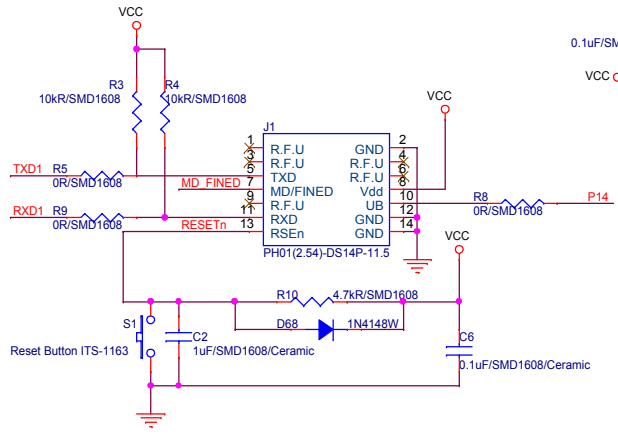 VCC
0.1uF/SM
R3
R4
10kR/SMD1608
10kR/SMD1608
VCC
VCC
J1
1
R.F.U
GND
2
3
R.F.U
R.F.U
4
TXD1
R5
5
TXD
R.F.U
6
0R/SMD1608
MD_FINED
7
MD/FINED
Vdd
8
9
R.F.U
UB
10
R8
P14
RXD1
R9
11
RXD
GND
12
0R/SMD1608
0R/SMD1608
RESETn
13
RSEn
GND
14
PH01(2.54)-DS14P-11.5
VCC
R10
4.7kR/SMD1608
S1
D68
1N4148W
C2
C6
Reset Button ITS-1163
1uF/SMD1608/Ceramic
0.1uF/SMD1608/Ceramic